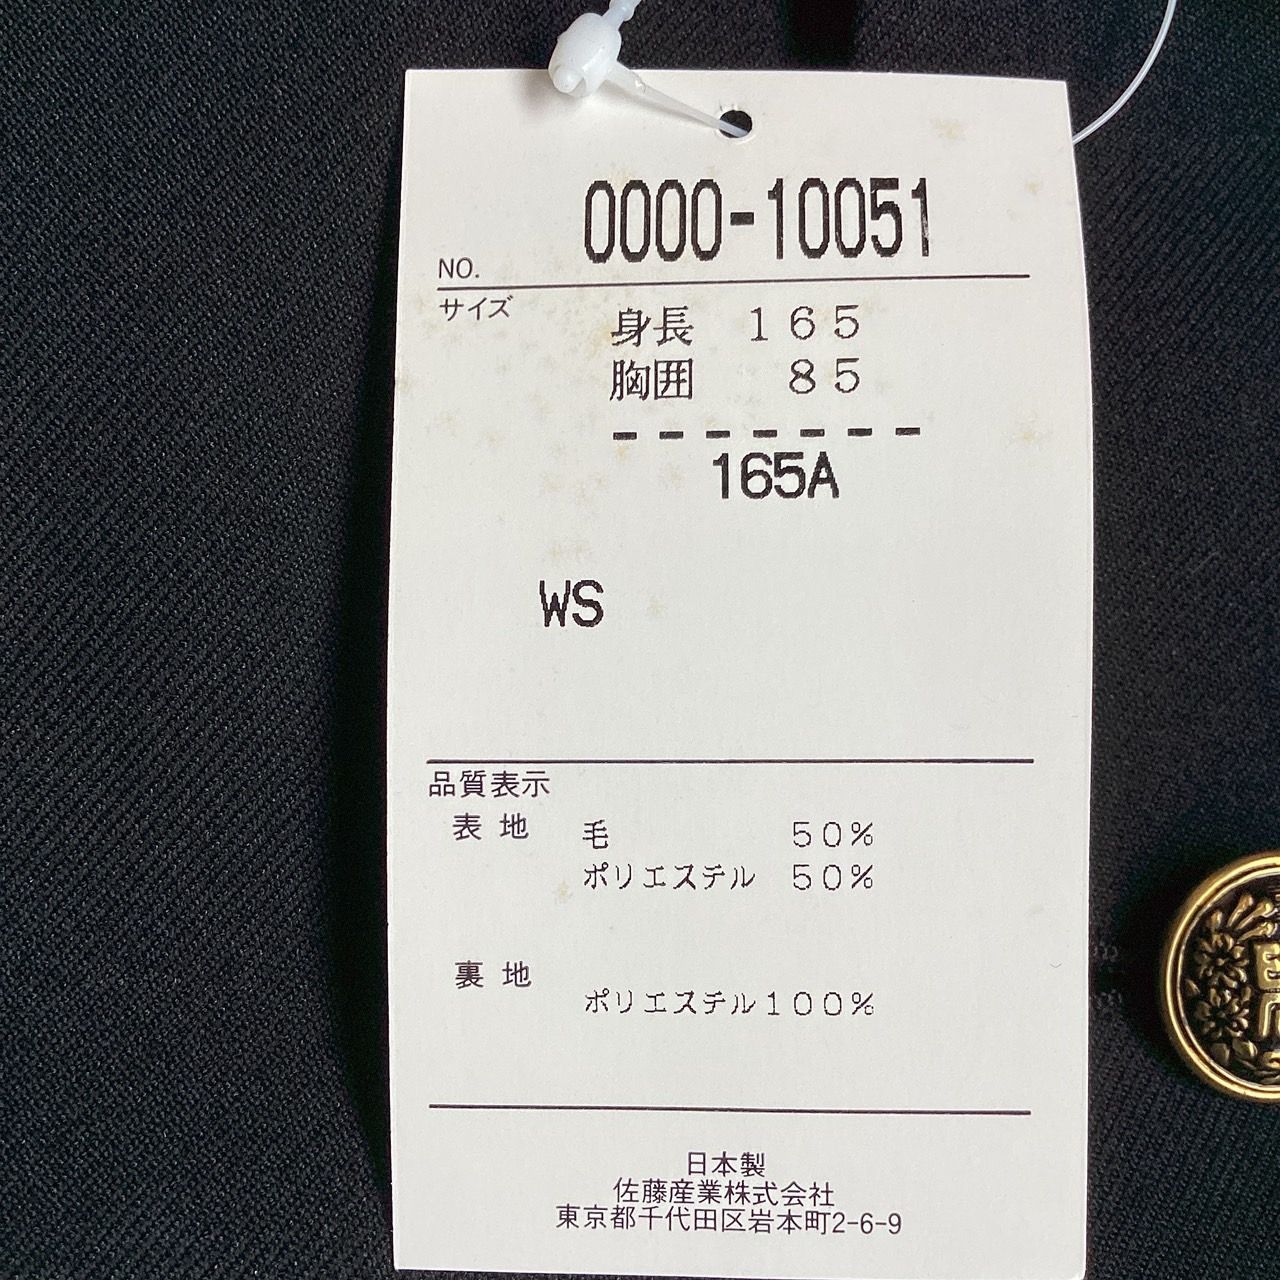 0000-10051
NO.
サイズ
身長 165
胸囲 85
-------
165A
WS
品質表示
表地 毛 50%
ポリエステル 50%
裏地
ポリエステル100%
日本製
佐藤産業株式会社
東京都千代田区岩本町2-6-9